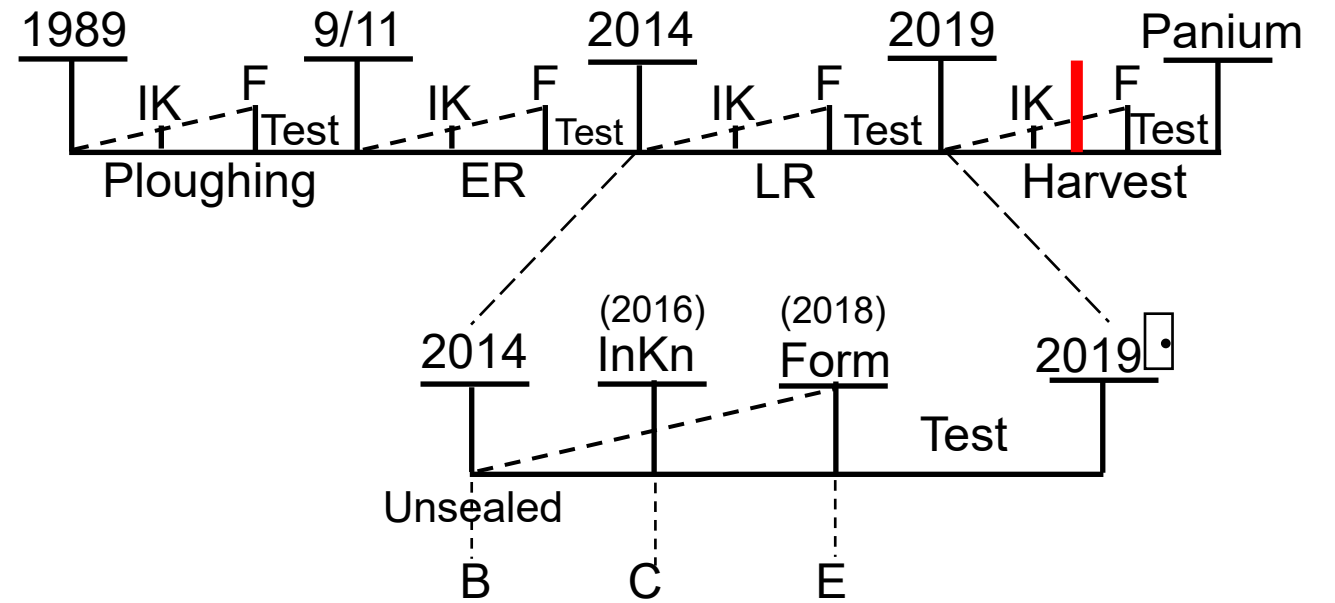 1989 9/11 2014 2019 Panium
IK F IK F IK F IK F
Test Test Test Test
Ploughing ER LR Harvest
(2016) (2018)
2014 InKn Form 2019
Test
Unsealed
B C E